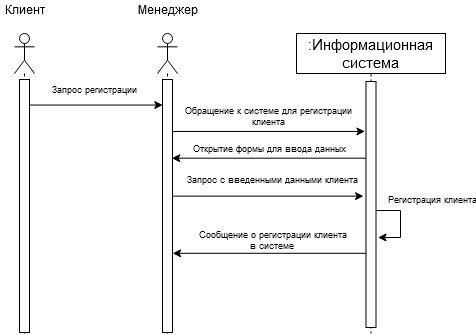 Клиент
Менеджер
:Информационная
система
Запрос регистрации
Обращение к системе для регистрации
клиента
Открытие формы для ввода данных
Запрос с введенными данными клиента
Регистрация клиента
Сообщение о регистрации клиента
в системе